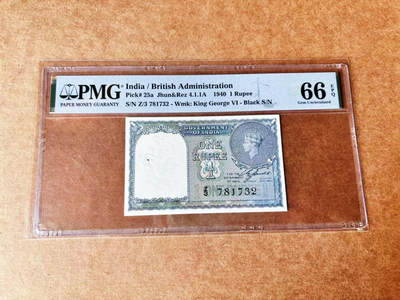 PMG
PAPER MONEY GUARANTY
India / British Administration
Pick# 25a Jhun&Rez 4.1.1A 1940 1 Rupee
S/N Z/3 781732 - Wmk: King George VI - Black S/N
66 EPQ
Gem Uncirculated
GOVERNMENT OF INDIA
ONE
RUPEE
Z/3 781732